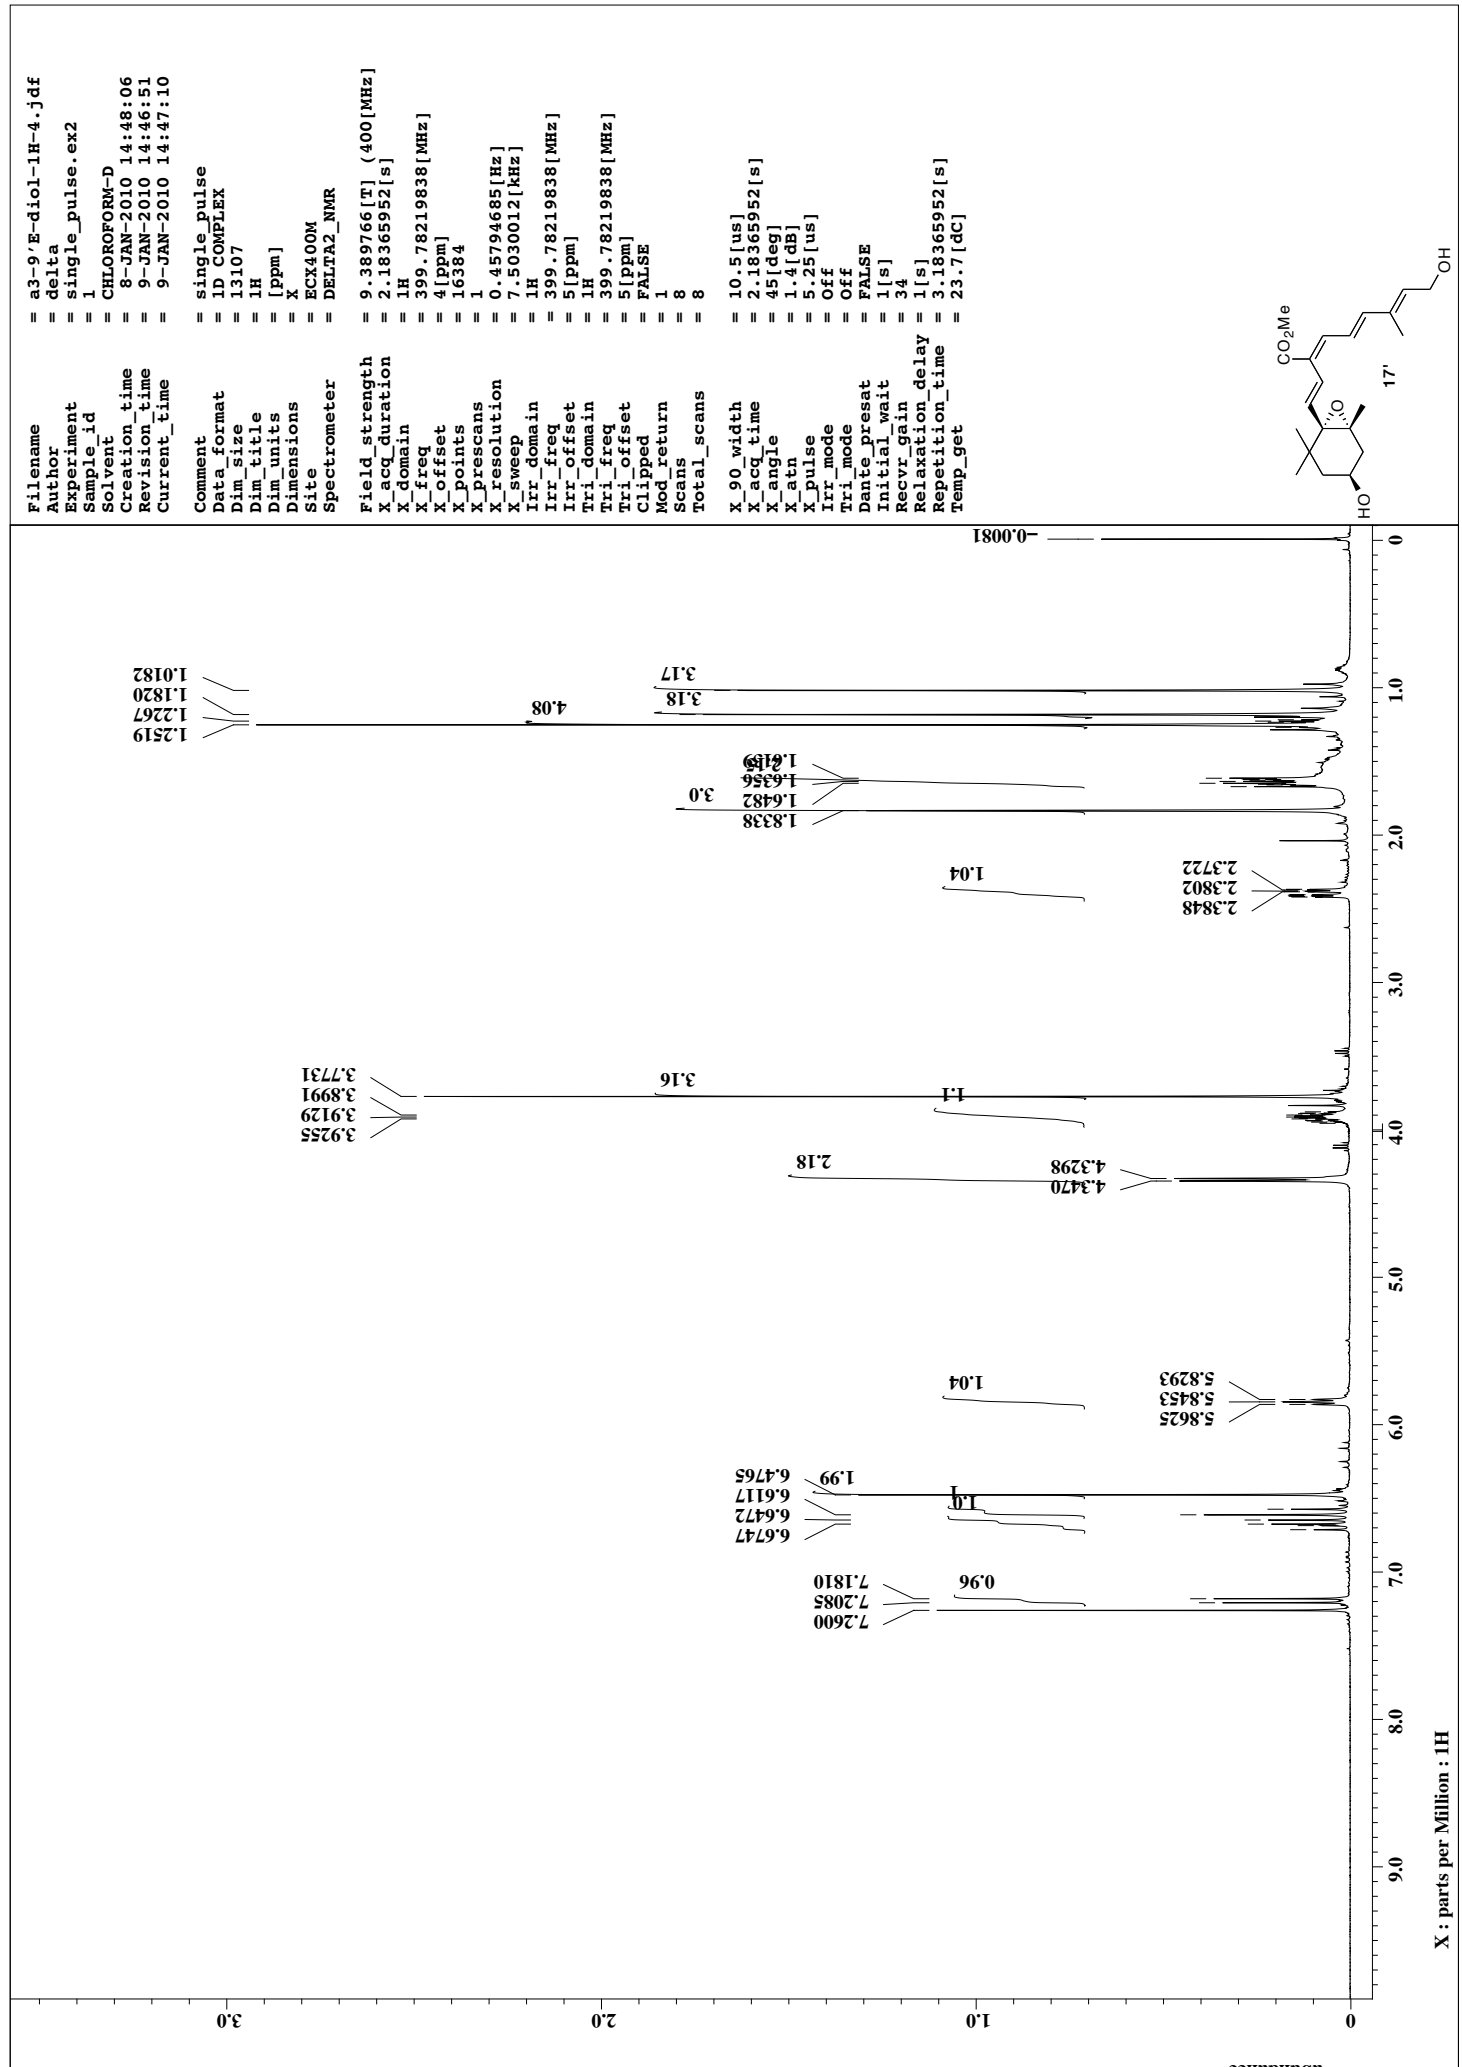 Filename = a3-9'E-diol-1H-4.jdf
Author = delta
Experiment = single_pulse.ex2
Sample_id = 1
Solvent = CHLOROFORM-D
Creation_time = 8-JAN-2010 14:48:06
Revision_time = 9-JAN-2010 14:46:51
Current_time = 9-JAN-2010 14:47:10
Comment = single_pulse
Data_format = 1D COMPLEX
Dim_size = 13107
Dim_title = 1H
Dim_units = [ppm]
Dimensions = X
Site = ECX400M
Spectrometer = DELTA2_NMR
Field_strength = 9.389766[T] (400[MHz]
X_acq_duration = 2.18365952[s]
X_domain = 1H
X_freq = 399.78219838[MHz]
X_offset = 4[ppm]
X_points = 16384
X_prescans = 1
X_resolution = 0.45794685[Hz]
X_sweep = 7.5030012[kHz]
Irr_domain = 1H
Irr_freq = 399.78219838[MHz]
Irr_offset = 5[ppm]
Tri_domain = 1H
Tri_freq = 399.78219838[MHz]
Tri_offset = 5[ppm]
Clipped = FALSE
Mod_return = 1
Scans = 8
Total_scans = 8
X_90_width = 10.5[us]
X_acq_time = 2.18365952[s]
X_angle = 45[deg]
X_atn = 1.4[dB]
X_pulse = 5.25[us]
Irr_mode = Off
Tri_mode = Off
Dante_presat = FALSE
Initial_wait = 1[s]
Recvr_gain = 34
Relaxation_delay = 1[s]
Repetition_time = 3.18365952[s]
Temp_get = 23.7[dC]
HO
O
CO2Me
17'
OH
3.0
2.0
1.0
0
0.96
1.0
1
1.99
1.04
2.18
1.1
3.16
1.04
3.0
2.15
4.08
3.18
3.17
9.0 8.0 7.0 6.0 5.0 4.0 3.0 2.0 1.0 0
7.2600
7.2085
7.1810
6.6747
6.6472
6.6117
6.4765
5.8625
5.8453
5.8293
4.3470
4.3298
3.9255
3.9129
3.8991
3.7731
2.3848
2.3802
2.3722
1.8338
1.6482
1.6356
1.6139
1.2519
1.2267
1.1820
1.0182
-0.0081
X : parts per Million : 1H